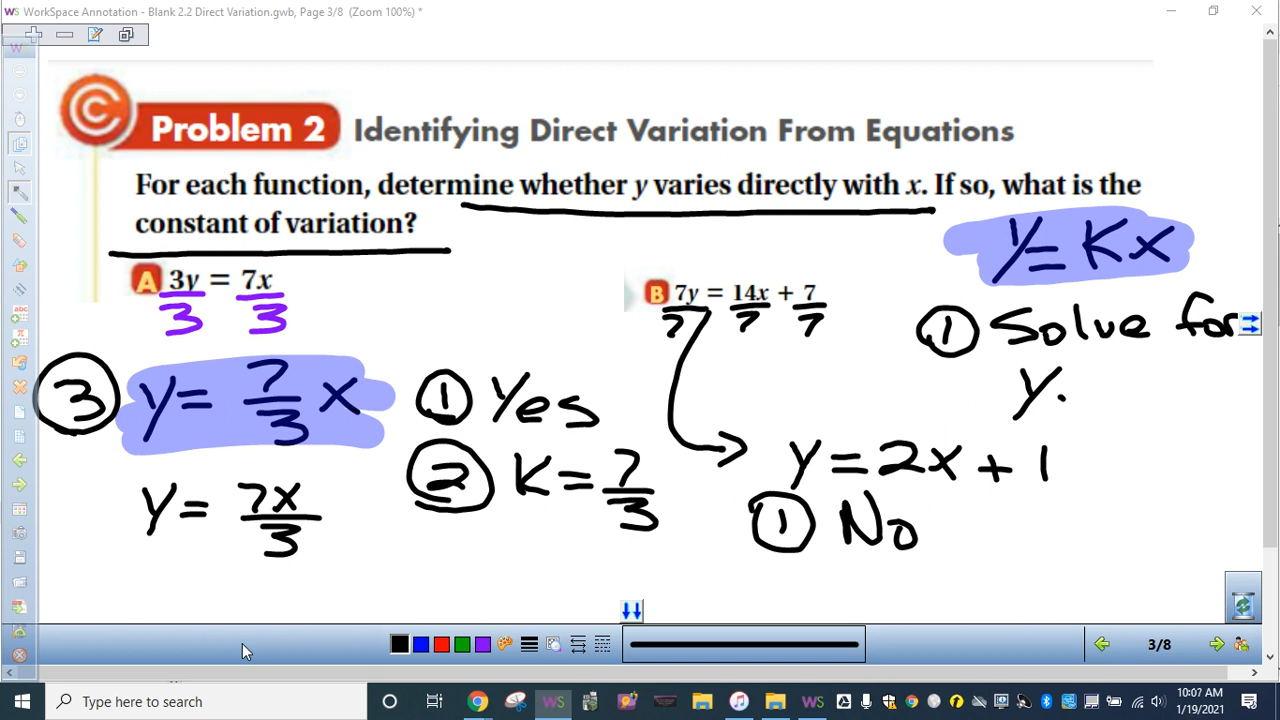 WorkSpace Annotation - Blank 2.2 Direct Variation.gwb, Page 3/8 (Zoom 100%) *
Problem 2 Identifying Direct Variation From Equations
For each function, determine whether y varies directly with x. If so, what is the
constant of variation?
y = Kx
A 3y = 7x
3 3
B 7y = 14x + 7
7 7 7
① Solve for
y.
③ y = 7/3 x
① Yes
② K = 7/3
y = 7x/3
y = 2x + 1
① No
3/8
Type here to search
10:07 AM
1/19/2021